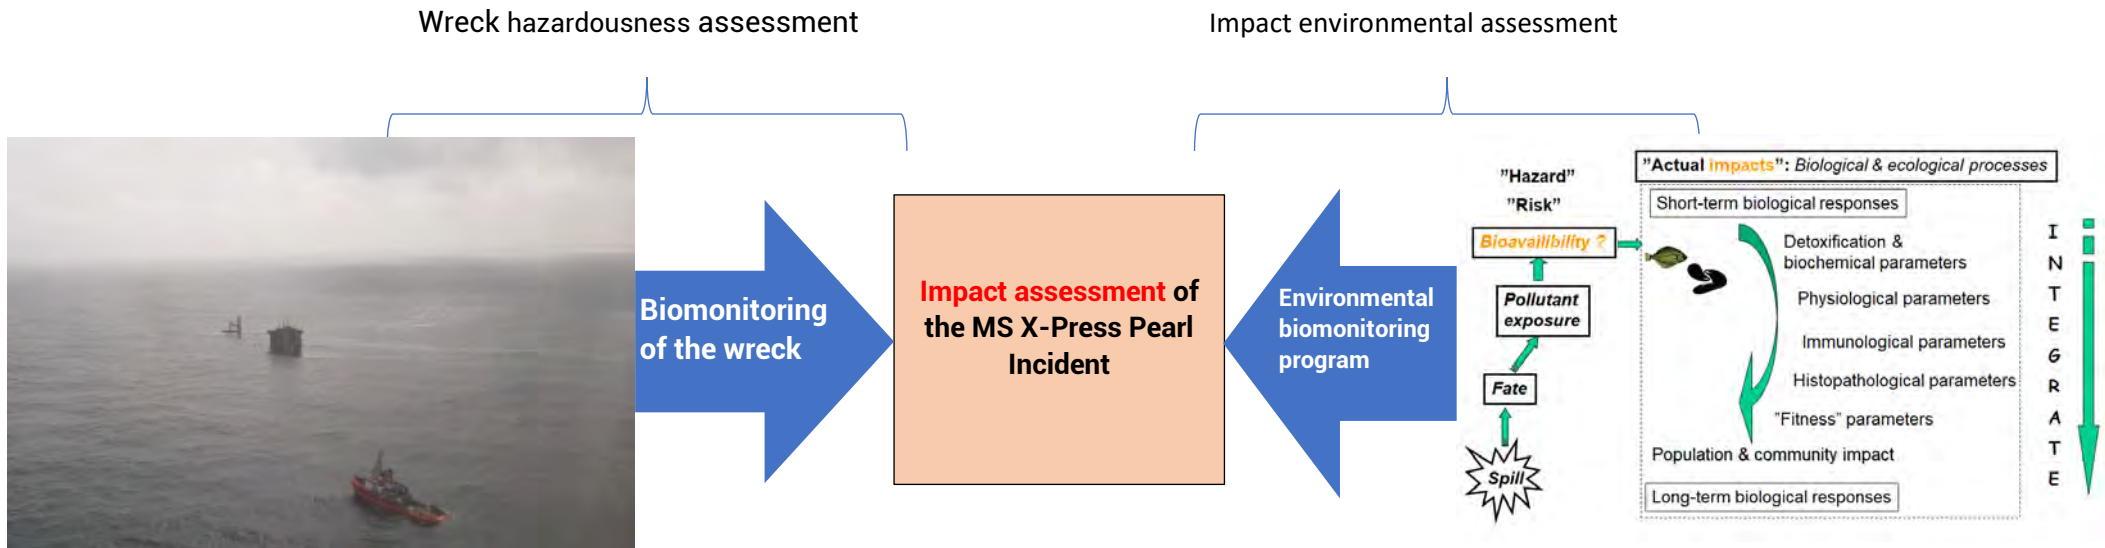 Wreck hazardousness assessment
Impact environmental assessment
Biomonitoring
of the wreck
Impact assessment of
the MS X-Press Pearl
Incident
Environmental
biomonitoring
program
"Hazard"
"Risk"
Bioavailibility ?
Pollutant
exposure
Fate
Spill
"Actual impacts": Biological & ecological processes
Short-term biological responses
Detoxification &
biochemical parameters
Physiological parameters
Immunological parameters
Histopathological parameters
"Fitness" parameters
Population & community impact
Long-term biological responses
I
N
T
E
G
R
A
T
E